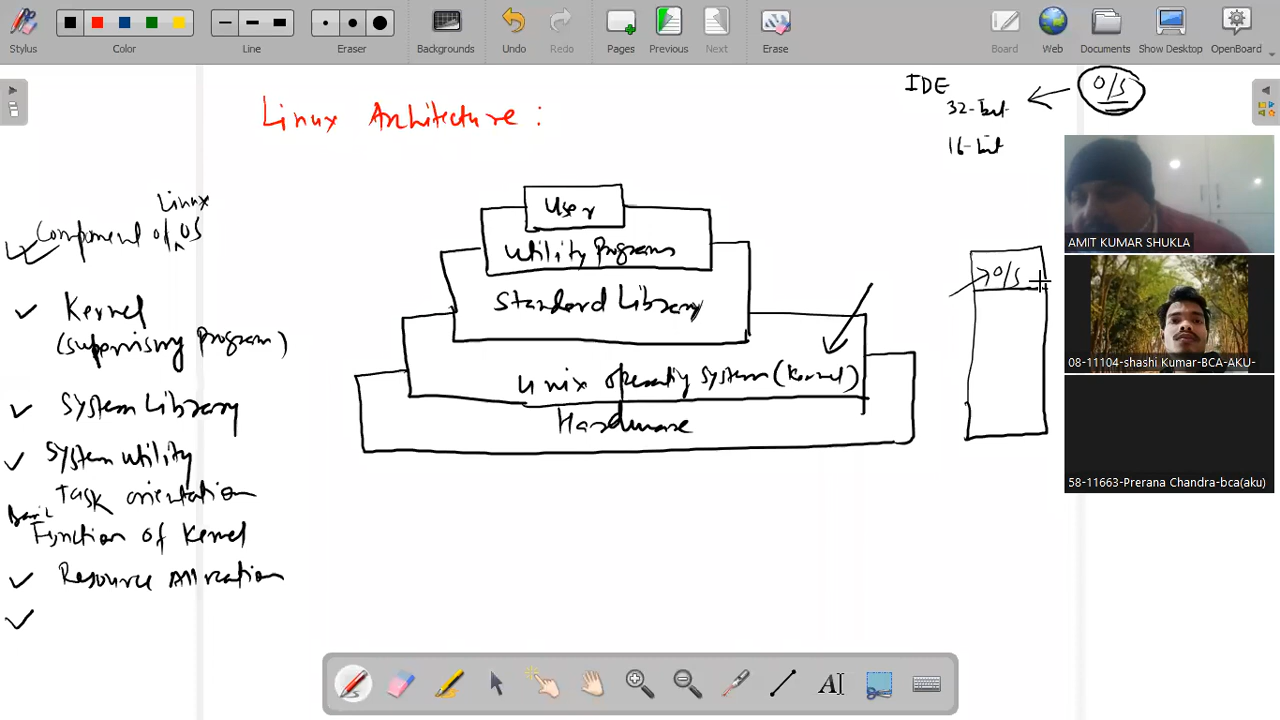 Stylus
Color
Line
Eraser
Backgrounds
Undo
Redo
Pages
Previous
Next
Erase
Board
Web
Documents
Show Desktop
OpenBoard
IDE
O/S
32-bit
16-bit
Linux Architecture :
Linux
Component of ^ OS
Kernel
(supervising Program)
System Library
System utility
Task orientation
Basic
Function of Kernel
Resource Allocation
User
Utility Programs
Standard Library
Unix operating System (Kernel)
Hardware
O/S
AMIT KUMAR SHUKLA
08-11104-shashi Kumar-BCA-AKU-
58-11663-Prerana Chandra-bca(aku)